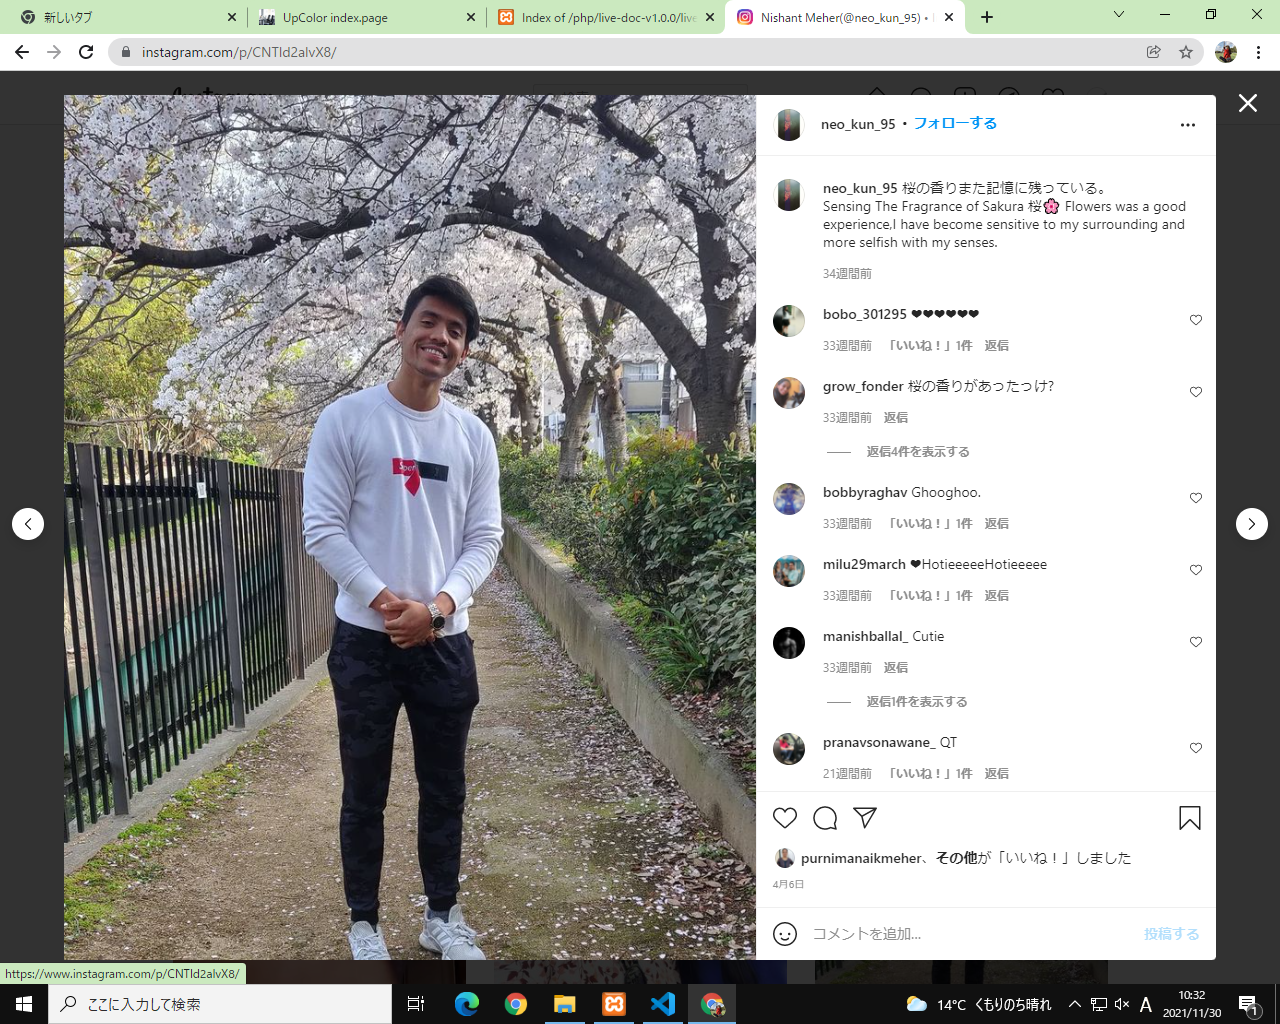 新しいタブ
UpColor index.page
Index of /php/live-doc-v1.0.0/live
Nishant Meher(@neo_kun_95) •
instagram.com/p/CNTId2alvX8/
neo_kun_95 • フォローする
neo_kun_95 桜の香りまた記憶に残っている。
Sensing The Fragrance of Sakura 桜🌸 Flowers was a good
experience,I have become sensitive to my surrounding and
more selfish with my senses.
34週間前
bobo_301295 ❤❤❤❤❤❤
33週間前 「いいね！」1件 返信
grow_fonder 桜の香りがあったっけ?
33週間前 返信
返信4件を表示する
bobbyraghav Ghooghoo.
33週間前 「いいね！」1件 返信
milu29march ❤HotieeeeeHotieeeee
33週間前 「いいね！」1件 返信
manishballal_ Cutie
33週間前 返信
返信1件を表示する
pranavsonawane_ QT
21週間前 「いいね！」1件 返信
purnimanaikmeher、その他が「いいね！」しました
4月6日
コメントを追加... 投稿する
https://www.instagram.com/p/CNTId2alvX8/
ここに入力して検索
14°C くもりのち晴れ
A
10:32
2021/11/30
1